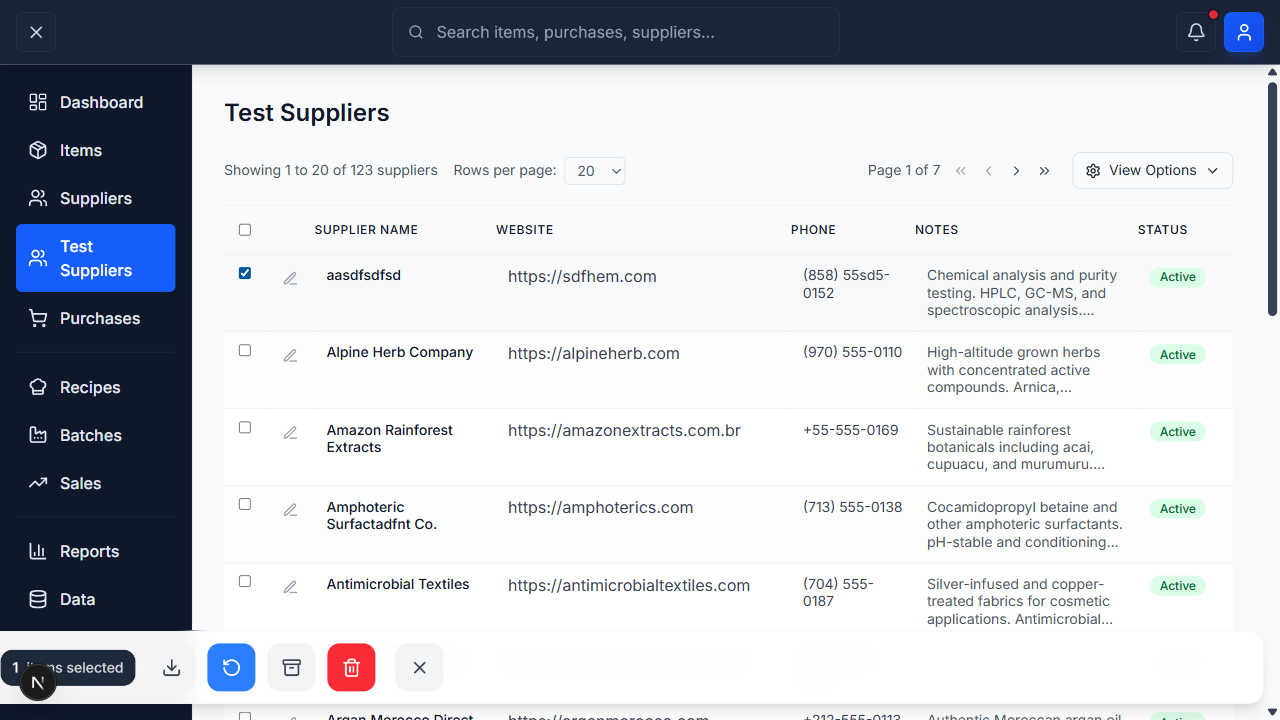 Search items, purchases, suppliers...
Dashboard
Items
Suppliers
Test
Suppliers
Purchases
Recipes
Batches
Sales
Reports
Data
Test Suppliers
Showing 1 to 20 of 123 suppliers
Rows per page:
20
Page 1 of 7
View Options
SUPPLIER NAME WEBSITE PHONE NOTES STATUS
aasdfsdfsd
https://sdfhem.com
(858) 55sd5-
0152
Chemical analysis and purity
testing. HPLC, GC-MS, and
spectroscopic analysis....
Active
Alpine Herb Company
https://alpineherb.com
(970) 555-0110
High-altitude grown herbs
with concentrated active
compounds. Arnica,...
Active
Amazon Rainforest
Extracts
https://amazonextracts.com.br
+55-555-0169
Sustainable rainforest
botanicals including acai,
cupuacu, and murumuru....
Active
Amphoteric
Surfactadfnt Co.
https://amphoterics.com
(713) 555-0138
Cocamidopropyl betaine and
other amphoteric surfactants.
pH-stable and conditioning...
Active
Antimicrobial Textiles
https://antimicrobialtextiles.com
(704) 555-
0187
Silver-infused and copper-
treated fabrics for cosmetic
applications. Antimicrobial...
Active
1 items selected
N
Argan Morocco Direct
https://arganmorocco.com
+212-555-0113
Authentic Moroccan argan oil